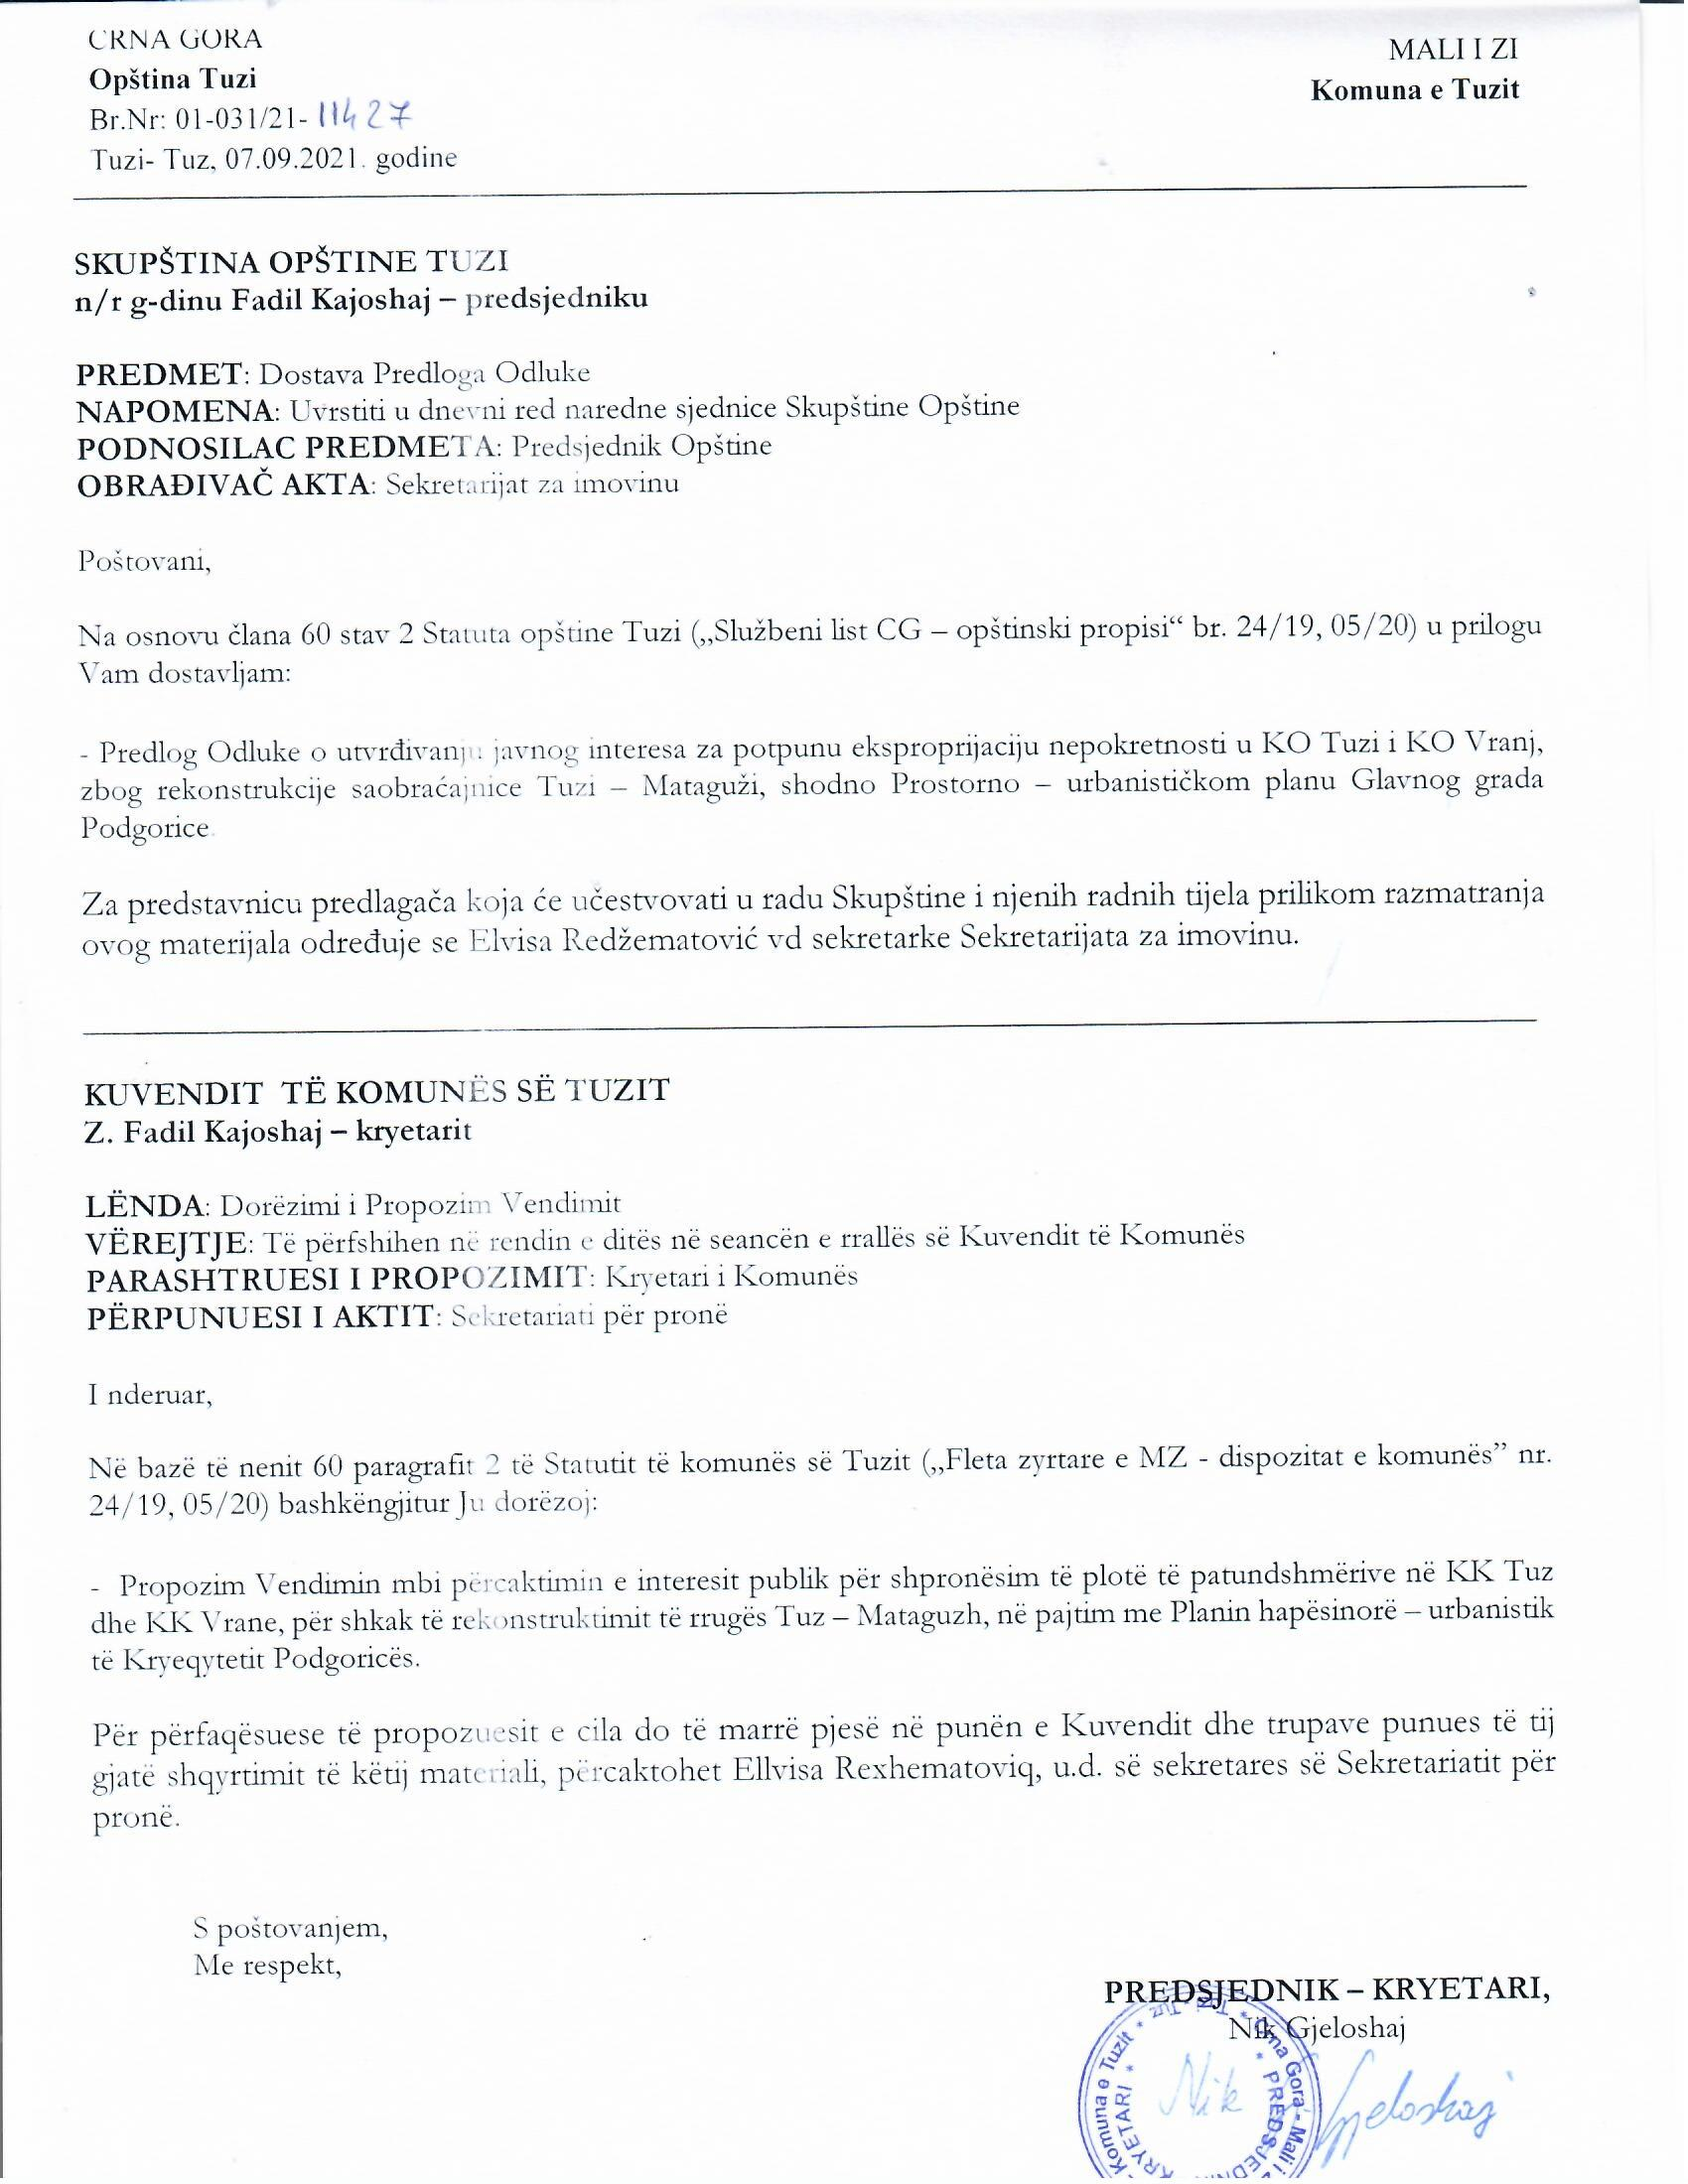 CRNA GORA
Opština Tuzi
Br.Nr: 01-031/21- 11427
Tuzi- Tuz, 07.09.2021. godine
MALI I ZI
Komuna e Tuzit
SKUPŠTINA OPŠTINE TUZI
n/r g-dinu Fadil Kajoshaj – predsjedniku
PREDMET: Dostava Predloga Odluke
NAPOMENA: Uvrstiti u dnevni red naredne sjednice Skupštine Opštine
PODNOSILAC PREDMETA: Predsjednik Opštine
OBRAĐIVAČ AKTA: Sekretarijat za imovinu
Poštovani,
Na osnovu člana 60 stav 2 Statuta opštine Tuzi („Službeni list CG – opštinski propisi“ br. 24/19, 05/20) u prilogu
Vam dostavljam:
- Predlog Odluke o utvrđivanju javnog interesa za potpunu eksproprijaciju nepokretnosti u KO Tuzi i KO Vranj,
zbog rekonstrukcije saobraćajnice Tuzi – Mataguži, shodno Prostorno – urbanističkom planu Glavnog grada
Podgorice.
Za predstavnicu predlagača koja će učestvovati u radu Skupštine i njenih radnih tijela prilikom razmatranja
ovog materijala određuje se Elvisa Redžematović vd sekretarke Sekretarijata za imovinu.
KUVENDIT TË KOMUNËS SË TUZIT
Z. Fadil Kajoshaj – kryetarit
LËNDA: Dorëzimi i Propozim Vendimit
VËREJTJE: Të përfshihen në rendin e ditës në seancën e rrallës së Kuvendit të Komunës
PARASHTRUESI I PROPOZIMIT: Kryetari i Komunës
PËRPUNUESI I AKTIT: Sekretariati për pronë
I nderuar,
Në bazë të nenit 60 paragrafit 2 të Statutit të komunës së Tuzit („Fleta zyrtare e MZ - dispozitat e komunës” nr.
24/19, 05/20) bashkëngjitur Ju dorëzoj:
- Propozim Vendimin mbi përcaktimin e interesit publik për shpronësim të plotë të patundshmërive në KK Tuz
dhe KK Vrane, për shkak të rekonstruktimit të rrugës Tuz – Mataguzh, në pajtim me Planin hapësinorë – urbanistik
të Kryeqytetit Podgoricës.
Për përfaqësuese të propozuesit e cila do të marrë pjesë në punën e Kuvendit dhe trupave punues të tij
gjatë shqyrtimit të këtij materiali, përcaktohet Ellvisa Rexhematoviq, u.d. së sekretares së Sekretariatit për
pronë.
S poštovanjem,
Me respekt,
PREDSJEDNIK – KRYETARI,
Nik Gjeloshaj
Komuna e Tuzit * Tuzi - Tuz * Crna Gora - Mali i
KRYETARI * * PREDSJEDN
Nik Gjeloshaj